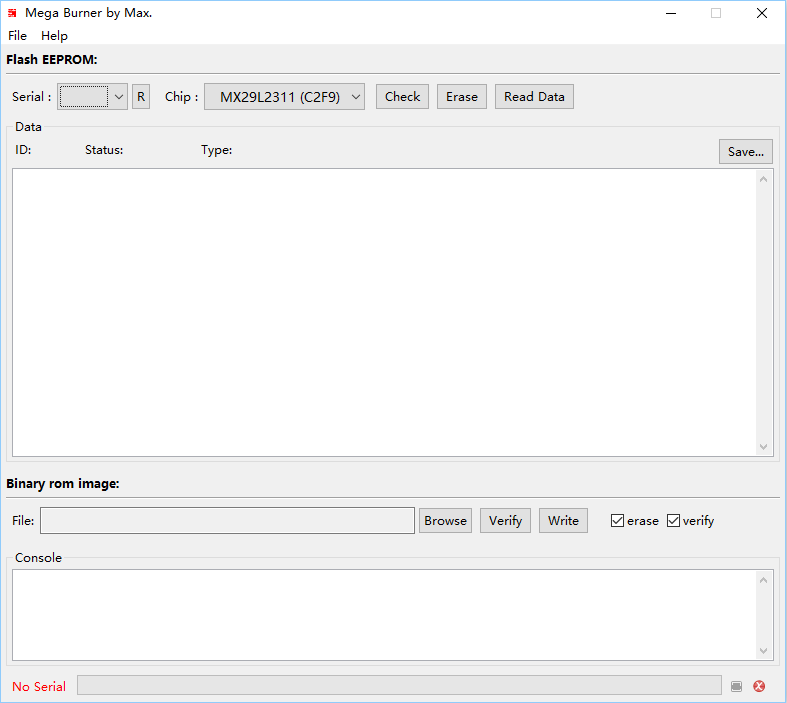 Mega Burner by Max.
File Help
Flash EEPROM:
Serial : R Chip : MX29L2311 (C2F9) Check Erase Read Data
Data
ID: Status: Type: Save...
Binary rom image:
File: Browse Verify Write erase verify
Console
No Serial